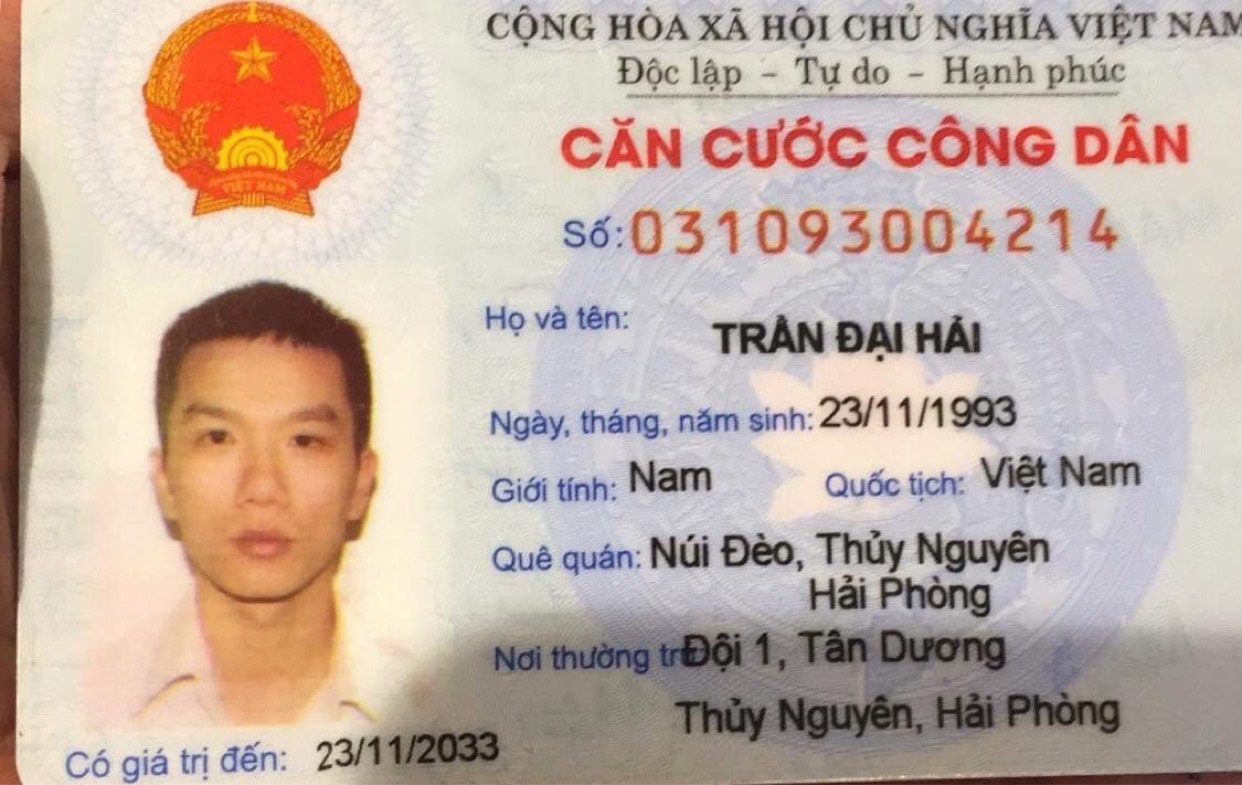 CỘNG HÒA XÃ HỘI CHỦ NGHĨA VIỆT NAM
Độc lập - Tự do - Hạnh phúc
CĂN CƯỚC CÔNG DÂN
Số: 031093004214
Họ và tên: TRẦN ĐẠI HẢI
Ngày, tháng, năm sinh: 23/11/1993
Giới tính: Nam Quốc tịch: Việt Nam
Quê quán: Núi Đèo, Thủy Nguyên
Hải Phòng
Nơi thường trú: Đội 1, Tân Dương
Thủy Nguyên, Hải Phòng
Có giá trị đến: 23/11/2033
VIỆT NAM